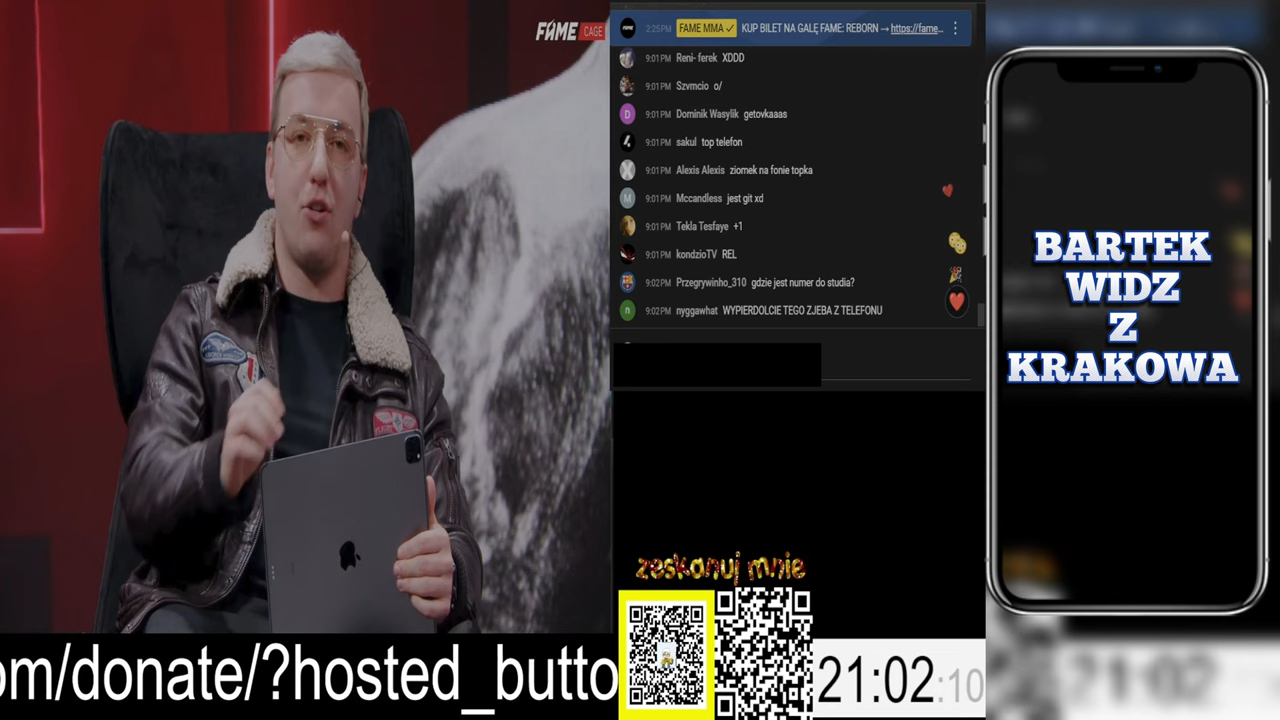 FAME CAGE
2:25PM FAME MMA ✓ KUP BILET NA GALĘ FAME: REBORN → https://fame...
Reni- ferek XDDD
9:01PM Szymcio o/
9:01PM Dominik Wasylik getovkaaas
9:01PM sakul top telefon
9:01PM Alexis Alexis ziomek na fonie topka
9:01PM Mccandless jest git xd
9:01PM Tekla Tesfaye +1
9:01PM kondzioTV REL
9:02PM Przegrywinho_310 gdzie jest numer do studia?
9:02PM nyggawhat WYPIERDOLCIE TEGO ZJEBA Z TELEFONU
BARTEK
WIDZ
Z
KRAKOWA
zeskanuj mnie
om/donate/?hosted_butto
21:02:10